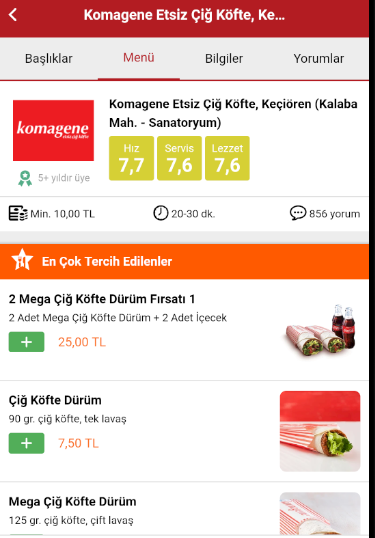 Komagene Etsiz Çiğ Köfte, Ke...
Başlıklar
Menü
Bilgiler
Yorumlar
komagene
etsiz çiğ köfte
Komagene Etsiz Çiğ Köfte, Keçiören (Kalaba
Mah. - Sanatoryum)
Hız
7,7
Servis
7,6
Lezzet
7,6
5+ yıldır üye
Min. 10,00 TL
20-30 dk.
856 yorum
En Çok Tercih Edilenler
2 Mega Çiğ Köfte Dürüm Fırsatı 1
2 Adet Mega Çiğ Köfte Dürüm + 2 Adet İçecek
+
25,00 TL
Çiğ Köfte Dürüm
90 gr. çiğ köfte, tek lavaş
+
7,50 TL
Mega Çiğ Köfte Dürüm
125 gr. çiğ köfte, çift lavaş